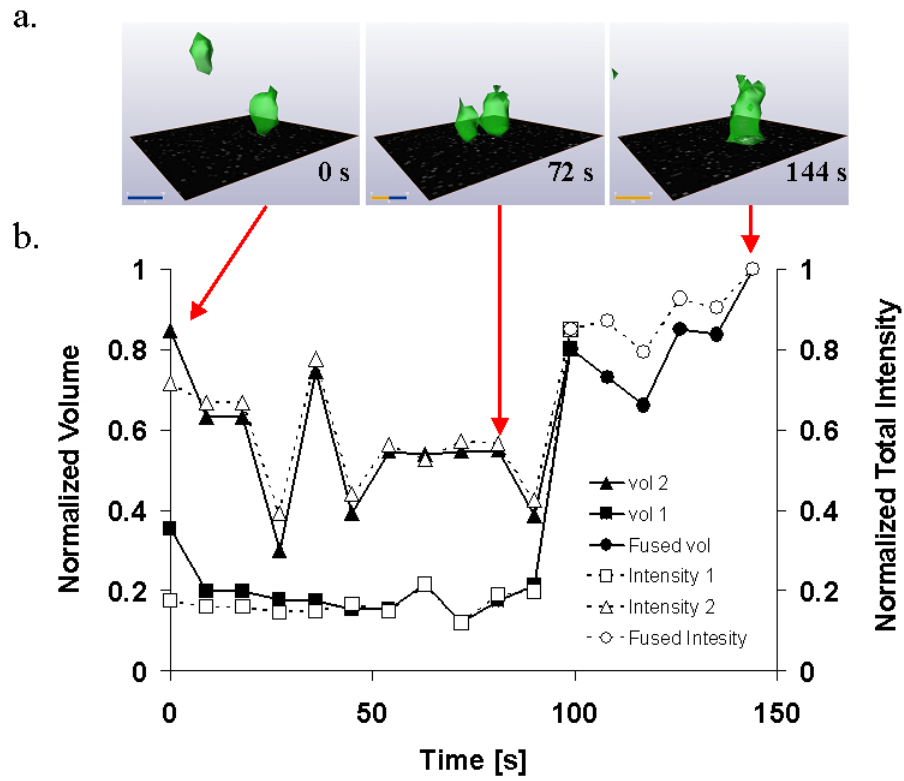 a.
0 s
72 s
144 s
b.
1
0.8
0.6
0.4
0.2
0
Normalized Volume
1
0.8
0.6
0.4
0.2
0
Normalized Total Intensity
vol 2
vol 1
Fused vol
Intensity 1
Intensity 2
Fused Intesity
0
50
100
150
Time [s]